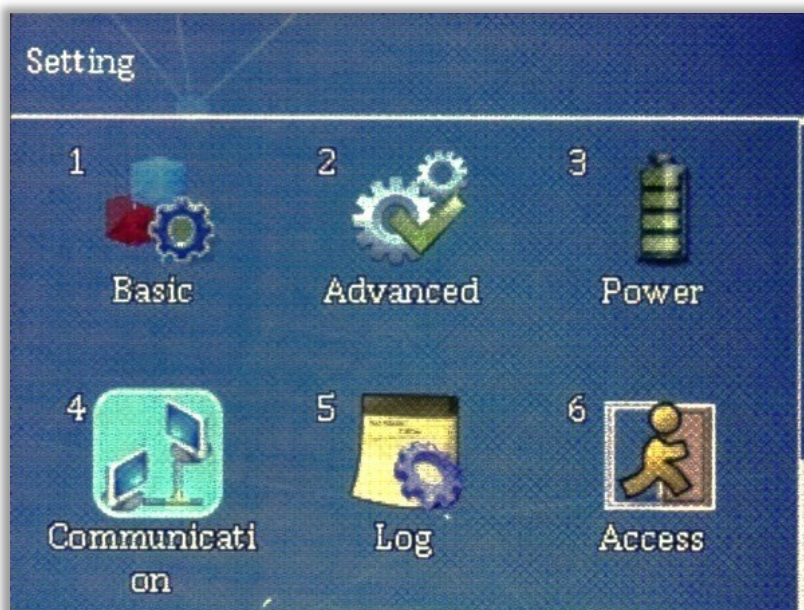 Setting
1
2
3
Basic
Advanced
Power
4
5
6
Communicati
on
Log
Access